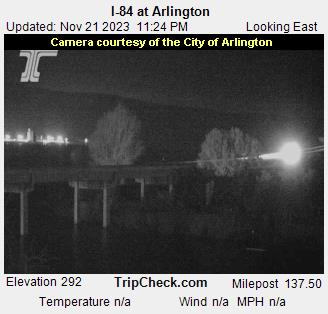 I-84 at Arlington
Updated: Nov 21 2023 11:24 PM Looking East
Camera courtesy of the City of Arlington
Elevation 292 TripCheck.com Milepost 137.50
Temperature n/a Wind n/a MPH n/a